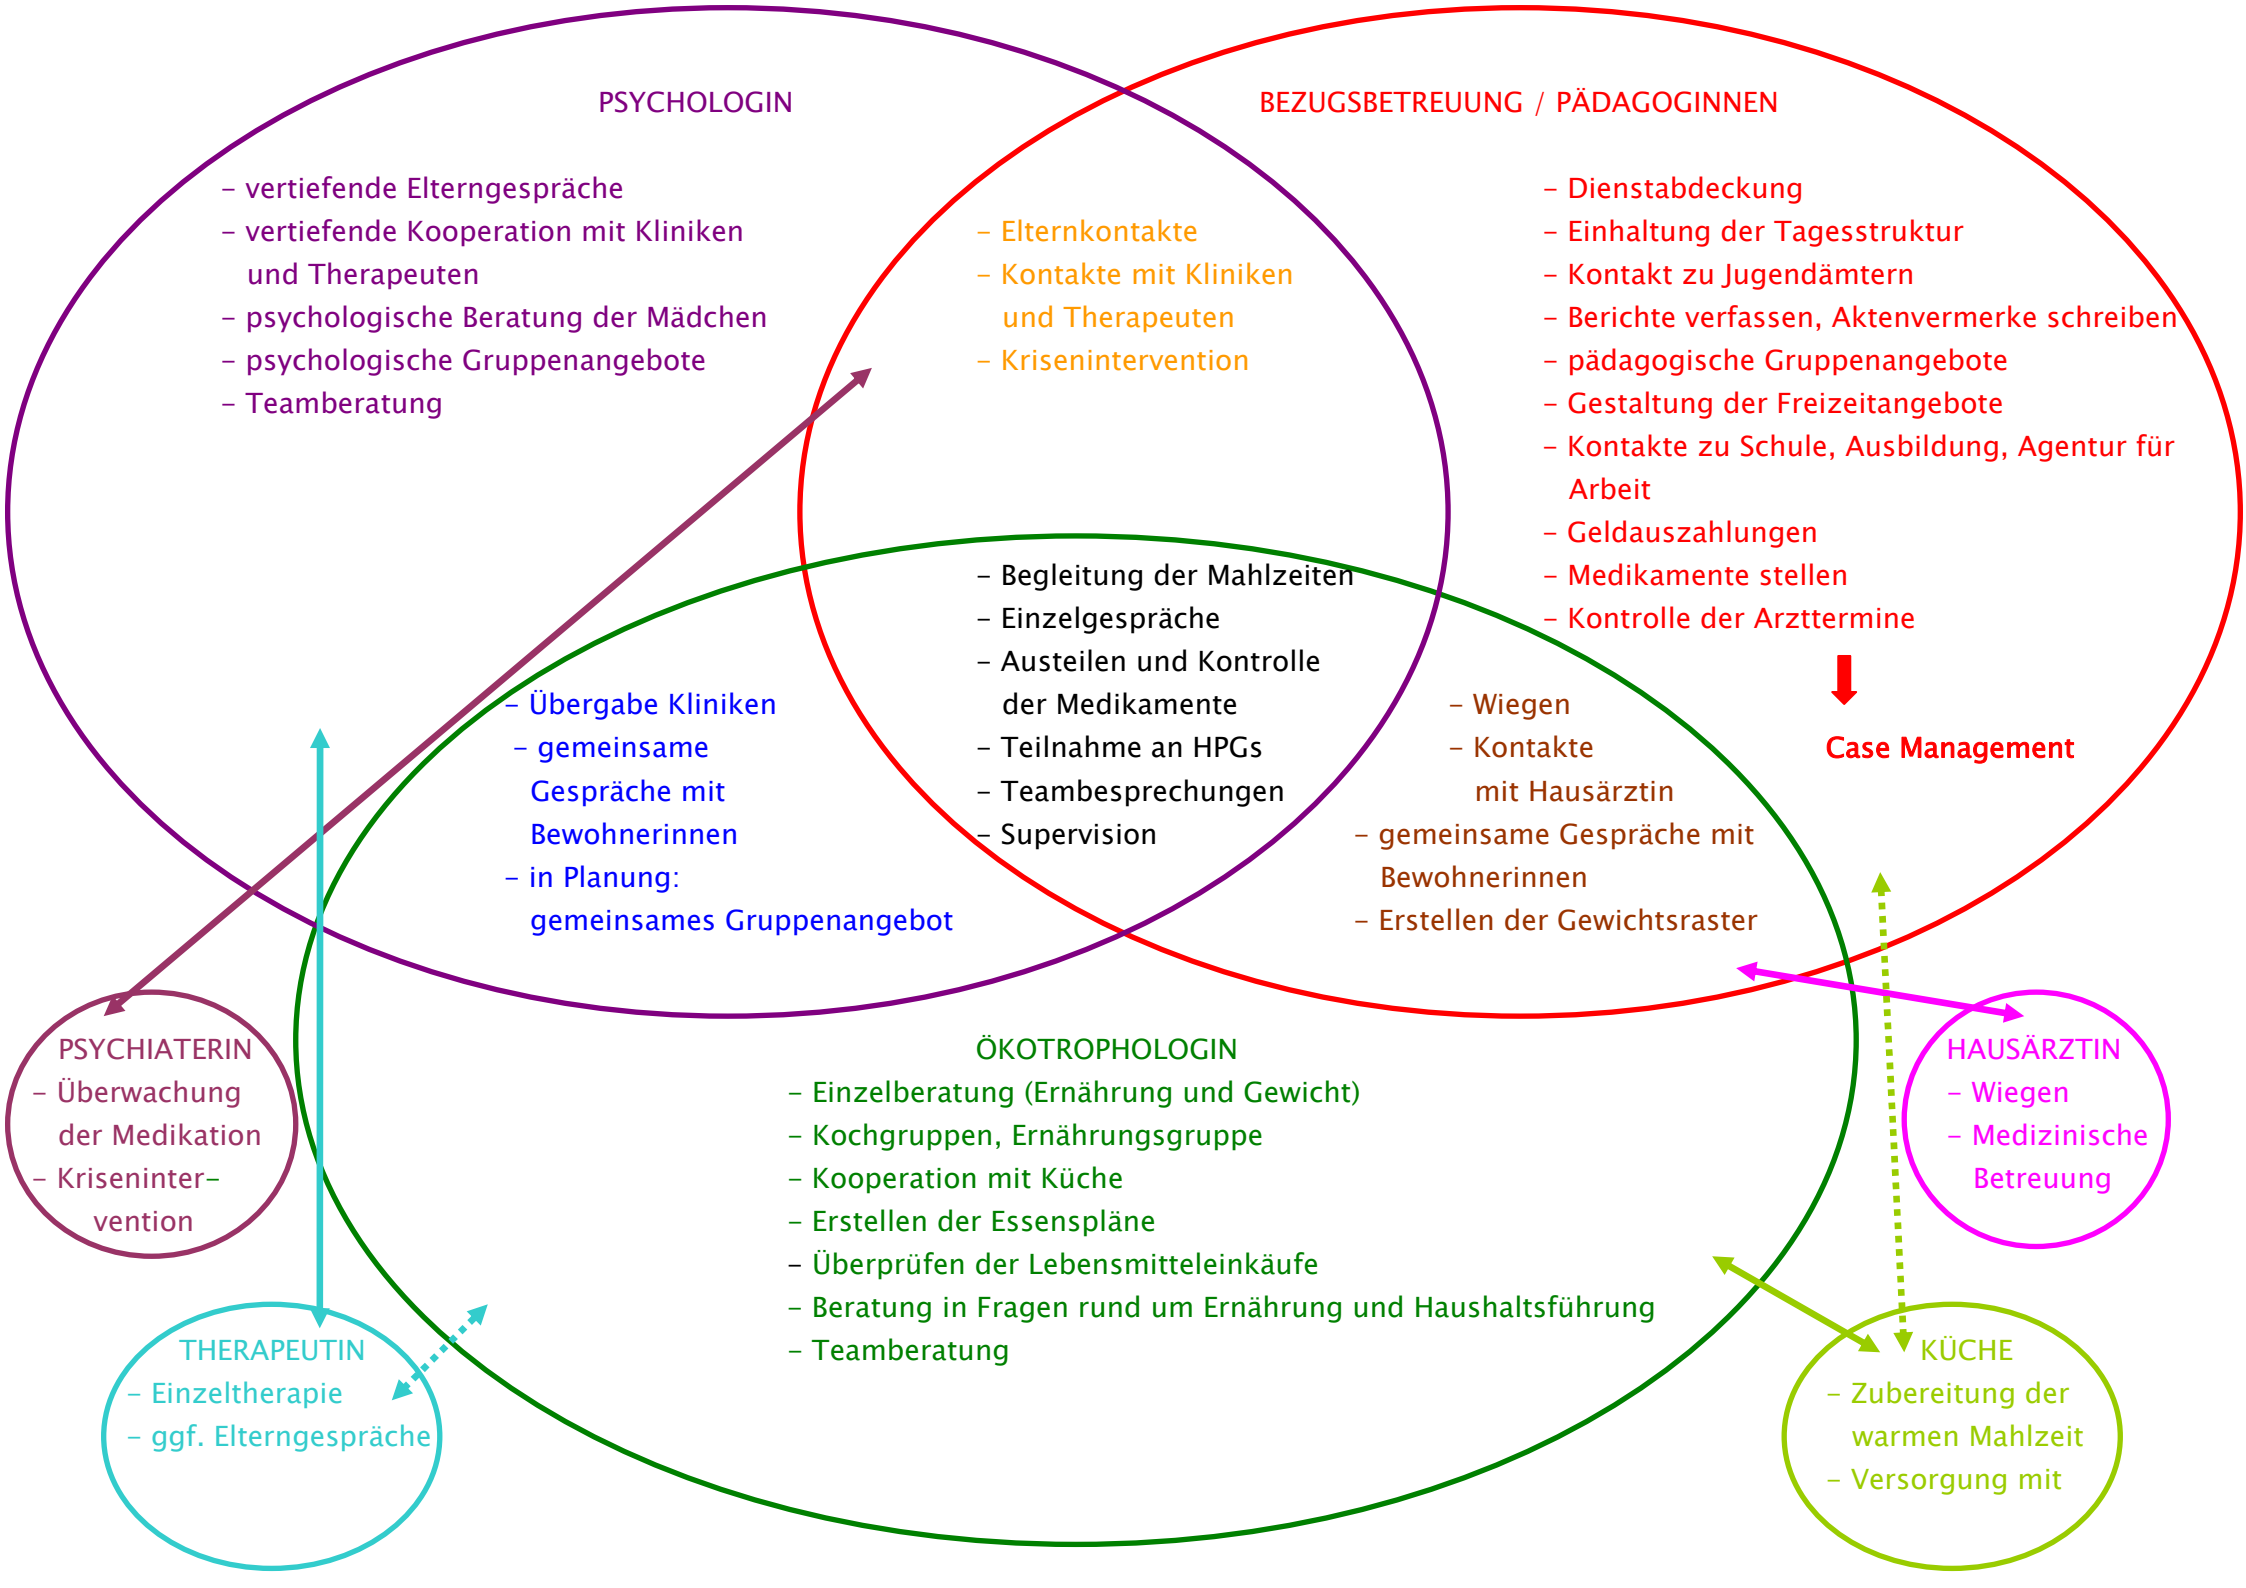 PSYCHOLOGIN
- vertiefende Elterngespräche
- vertiefende Kooperation mit Kliniken
und Therapeuten
- psychologische Beratung der Mädchen
- psychologische Gruppenangebote
- Teamberatung
BEZUGSBETREUUNG / PÄDAGOGINNEN
- Dienstabdeckung
- Einhaltung der Tagesstruktur
- Kontakt zu Jugendämtern
- Berichte verfassen, Aktenvermerke schreiben
- pädagogische Gruppenangebote
- Gestaltung der Freizeitangebote
- Kontakte zu Schule, Ausbildung, Agentur für
Arbeit
- Geldauszahlungen
- Medikamente stellen
- Kontrolle der Arzttermine
Case Management
- Elternkontakte
- Kontakte mit Kliniken
und Therapeuten
- Krisenintervention
- Begleitung der Mahlzeiten
- Einzelgespräche
- Austeilen und Kontrolle
der Medikamente
- Teilnahme an HPGs
- Teambesprechungen
- Supervision
- Übergabe Kliniken
- gemeinsame
Gespräche mit
Bewohnerinnen
- in Planung:
gemeinsames Gruppenangebot
- Wiegen
- Kontakte
mit Hausärztin
- gemeinsame Gespräche mit
Bewohnerinnen
- Erstellen der Gewichtsraster
PSYCHIATERIN
- Überwachung
der Medikation
- Kriseninter-
vention
ÖKOTROPHOLOGIN
- Einzelberatung (Ernährung und Gewicht)
- Kochgruppen, Ernährungsgruppe
- Kooperation mit Küche
- Erstellen der Essenspläne
- Überprüfen der Lebensmitteleinkäufe
- Beratung in Fragen rund um Ernährung und Haushaltsführung
- Teamberatung
HAUSÄRZTIN
- Wiegen
- Medizinische
Betreuung
THERAPEUTIN
- Einzeltherapie
- ggf. Elterngespräche
KÜCHE
- Zubereitung der
warmen Mahlzeit
- Versorgung mit